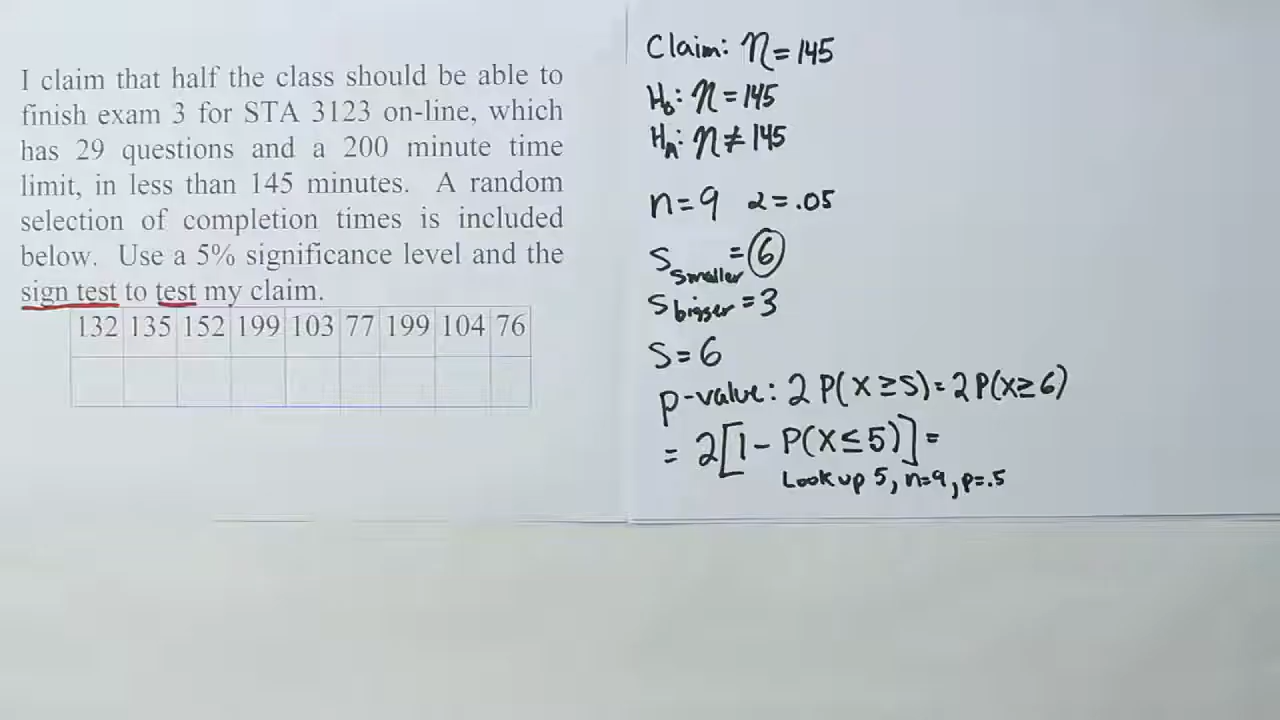 I claim that half the class should be able to
finish exam 3 for STA 3123 on-line, which
has 29 questions and a 200 minute time
limit, in less than 145 minutes. A random
selection of completion times is included
below. Use a 5% significance level and the
sign test to test my claim.
132 135 152 199 103 77 199 104 76
Claim: η = 145
H₀: η = 145
Hₐ: η ≠ 145
n = 9 α = .05
S smaller = 6
S bigger = 3
S = 6
p-value: 2 P(X ≥ S) = 2 P(X ≥ 6)
= 2[1 - P(X ≤ 5)] =
Look up 5, n=9, p=.5